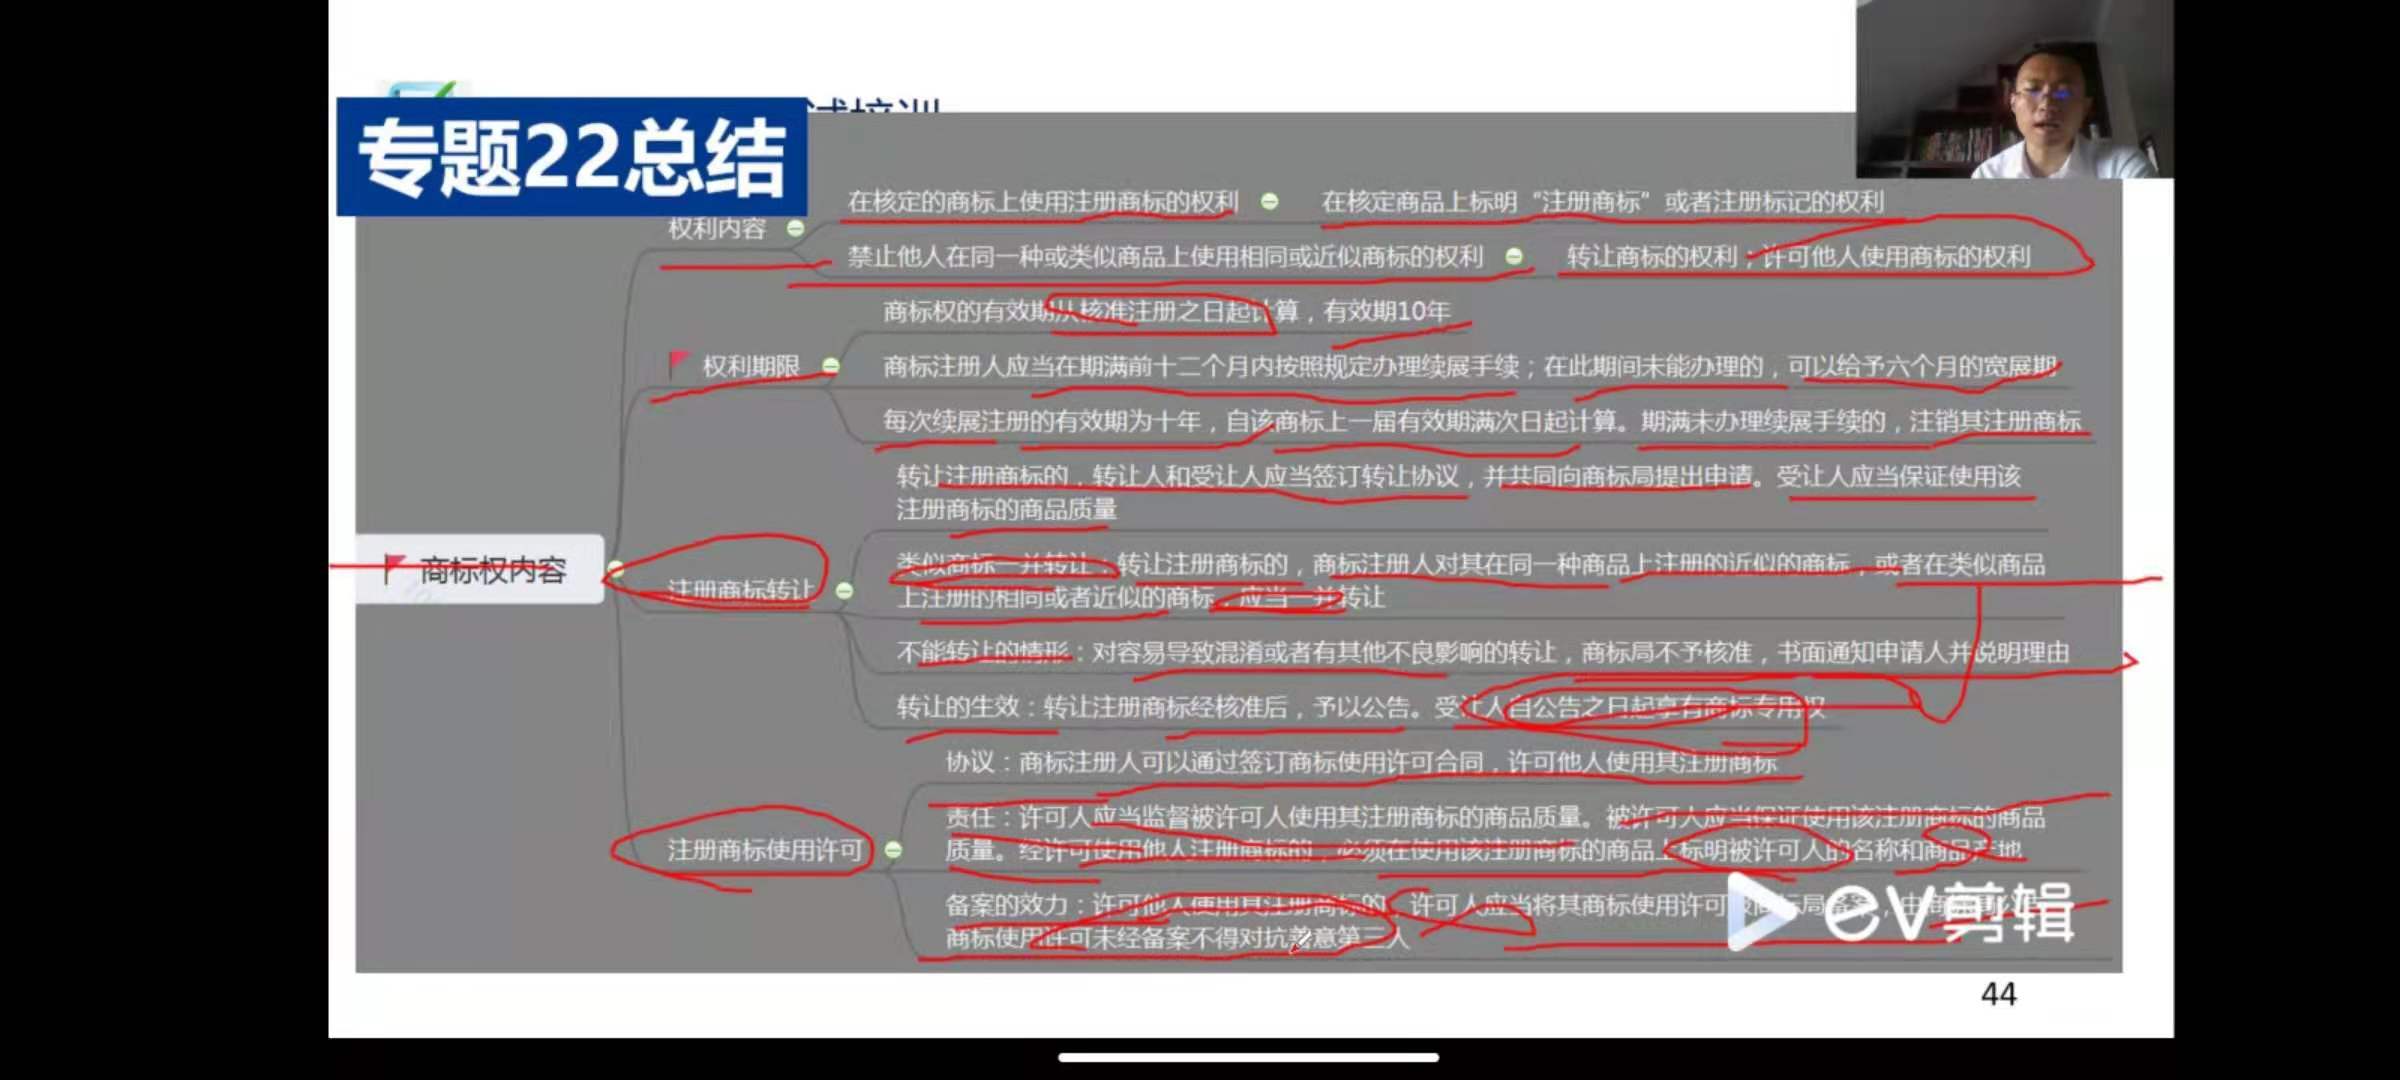 试培训
专题22总结
权利内容
在核定的商标上使用注册商标的权利
在核定商品上标明“注册商标”或者注册标记的权利
禁止他人在同一种或类似商品上使用相同或近似商标的权利
转让商标的权利；许可他人使用商标的权利
商标权的有效期从核准注册之日起计算，有效期10年
权利期限
商标注册人应当在期满前十二个月内按照规定办理续展手续；在此期间未能办理的，可以给予六个月的宽展期
每次续展注册的有效期为十年，自该商标上一届有效期满次日起计算。期满未办理续展手续的，注销其注册商标
转让注册商标的，转让人和受让人应当签订转让协议，并共同向商标局提出申请。受让人应当保证使用该
注册商标的商品质量
商标权内容
注册商标转让
类似商标一并转让：转让注册商标的，商标注册人对其在同一种商品上注册的近似的商标，或者在类似商品
上注册的相同或者近似的商标，应当一并转让
不能转让的情形：对容易导致混淆或者有其他不良影响的转让，商标局不予核准，书面通知申请人并说明理由
转让的生效：转让注册商标经核准后，予以公告。受让人自公告之日起享有商标专用权
协议：商标注册人可以通过签订商标使用许可合同，许可他人使用其注册商标
注册商标使用许可
责任：许可人应当监督被许可人使用其注册商标的商品质量。被许可人应当保证使用该注册商标的商品
质量。经许可使用他人注册商标的，必须在使用该注册商标的商品上标明被许可人的名称和商品产地
备案的效力：许可他人使用其注册商标的，许可人应当将其商标使用许可报商标局备案，由商标局
商标使用许可未经备案不得对抗善意第三人
eV剪辑
44